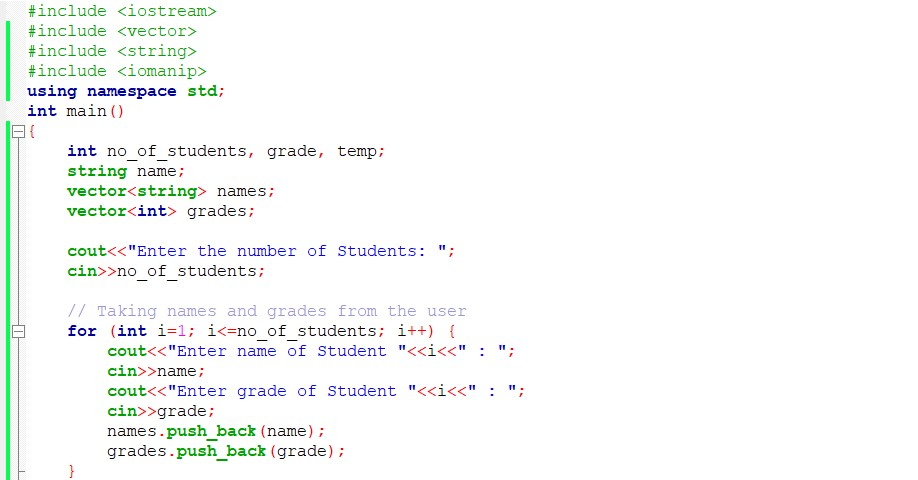 #include <iostream>
#include <vector>
#include <string>
#include <iomanip>
using namespace std;
int main()
{
    int no_of_students, grade, temp;
    string name;
    vector<string> names;
    vector<int> grades;

    cout<<"Enter the number of Students: ";
    cin>>no_of_students;

    // Taking names and grades from the user
    for (int i=1; i<=no_of_students; i++) {
        cout<<"Enter name of Student "<<i<<" : ";
        cin>>name;
        cout<<"Enter grade of Student "<<i<<" : ";
        cin>>grade;
        names.push_back(name);
        grades.push_back(grade);
    }